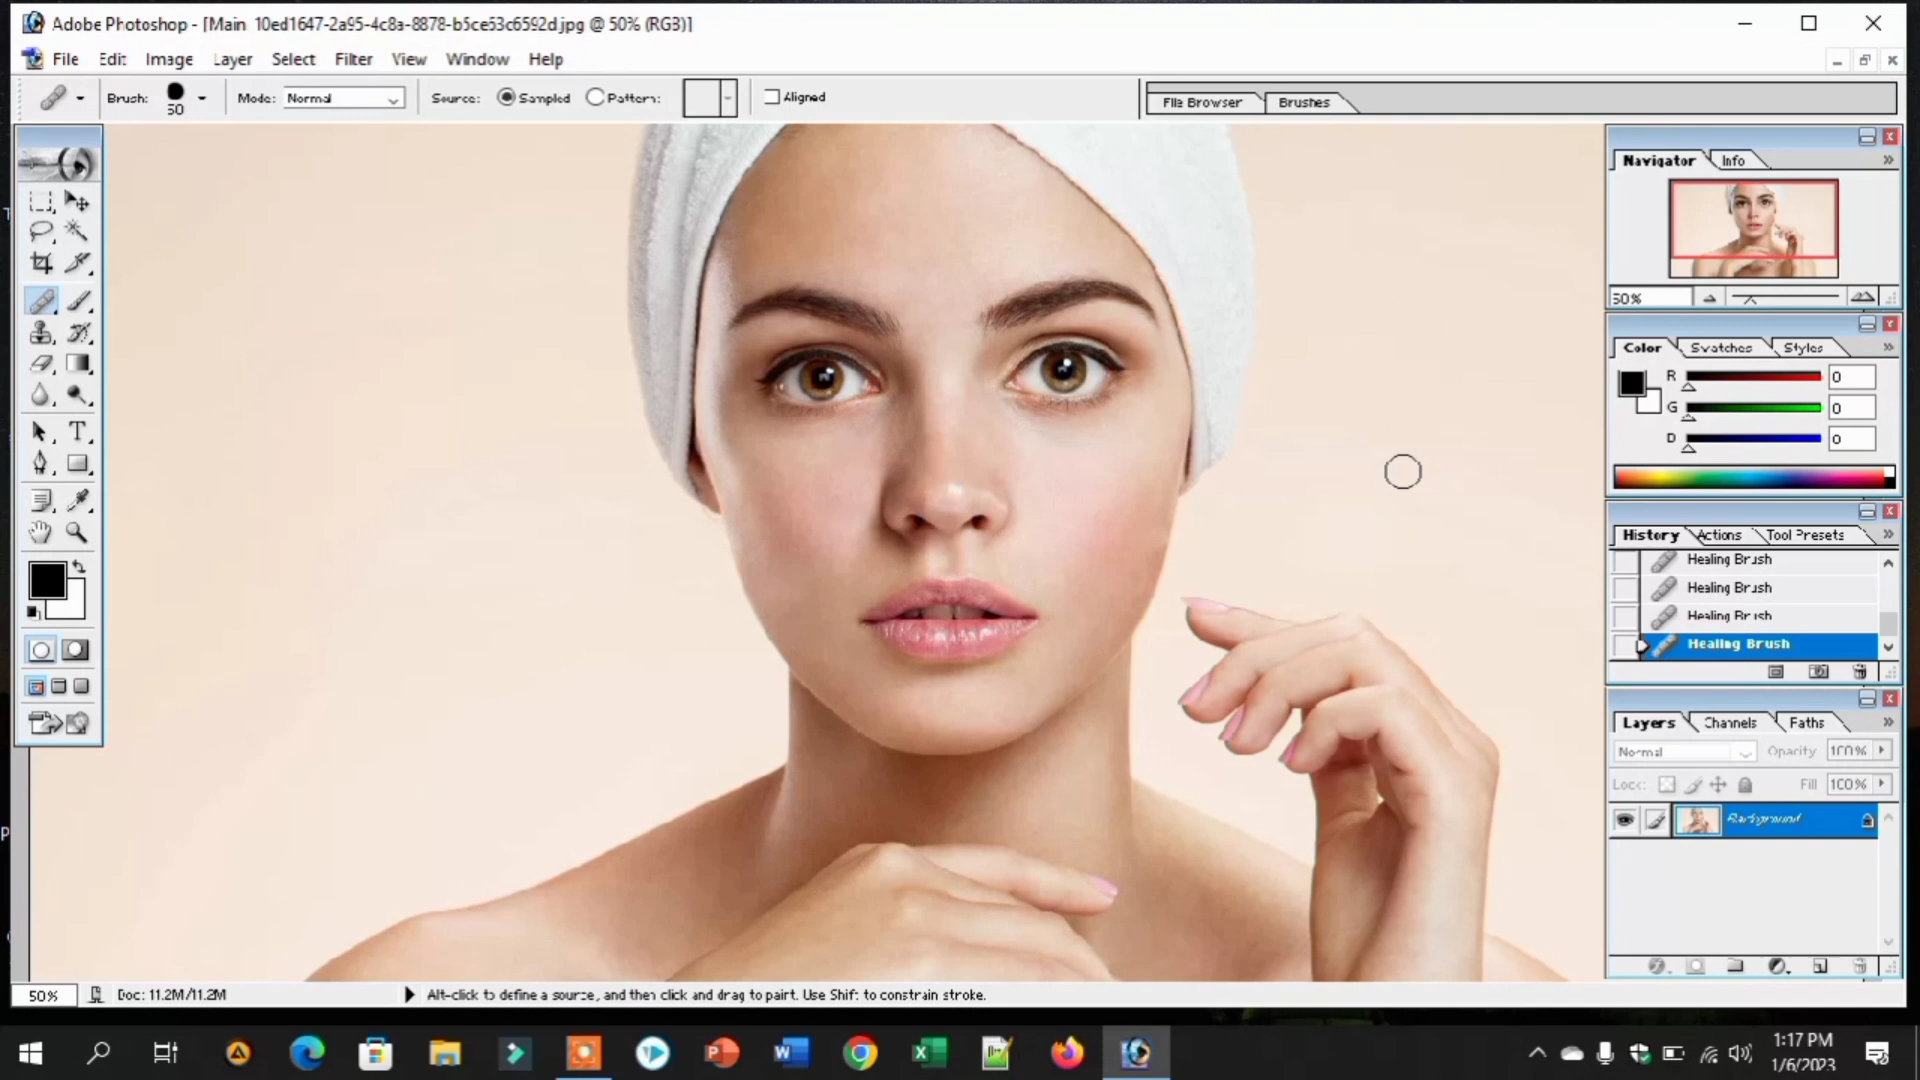 Adobe Photoshop - [Main 10ed1647-2a95-4c8a-8878-b5ce53c6592d.jpg @ 50% (RGB)]
File Edit Image Layer Select Filter View Window Help
Brush: 50 Mode: Normal Source: Sampled Pattern: Aligned File Browser Brushes
Navigator Info
50%
Color Swatches Styles
R 0
G 0
B 0
History Actions Tool Presets
Healing Brush
Healing Brush
Healing Brush
Healing Brush
Layers Channels Paths
Normal Opacity: 100%
Lock: Fill 100%
Background
50% Doc: 11.2M/11.2M Alt-click to define a source, and then click and drag to paint. Use Shift to constrain stroke.
1:17 PM
1/6/2023